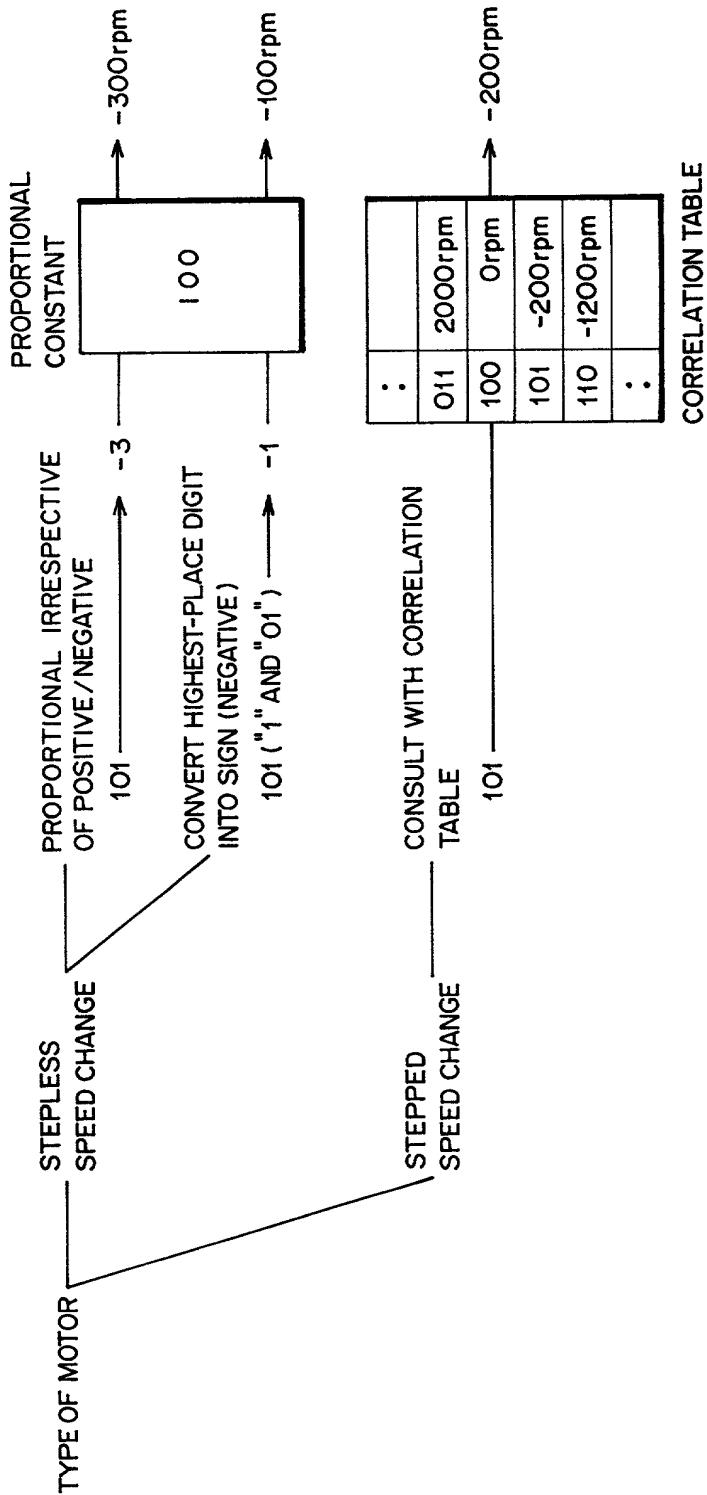 TYPE OF MOTOR
STEPLESS
SPEED CHANGE
PROPORTIONAL IRRESPECTIVE
OF POSITIVE/NEGATIVE
101
-3
CONVERT HIGHEST-PLACE DIGIT
INTO SIGN (NEGATIVE)
101 ("1" AND "01")
-1
PROPORTIONAL
CONSTANT
100
-300rpm
-100rpm
STEPPED
SPEED CHANGE
CONSULT WITH CORRELATION
TABLE
101
:
011 2000rpm
100 0rpm
101 -200rpm
110 -1200rpm
:
-200rpm
CORRELATION TABLE